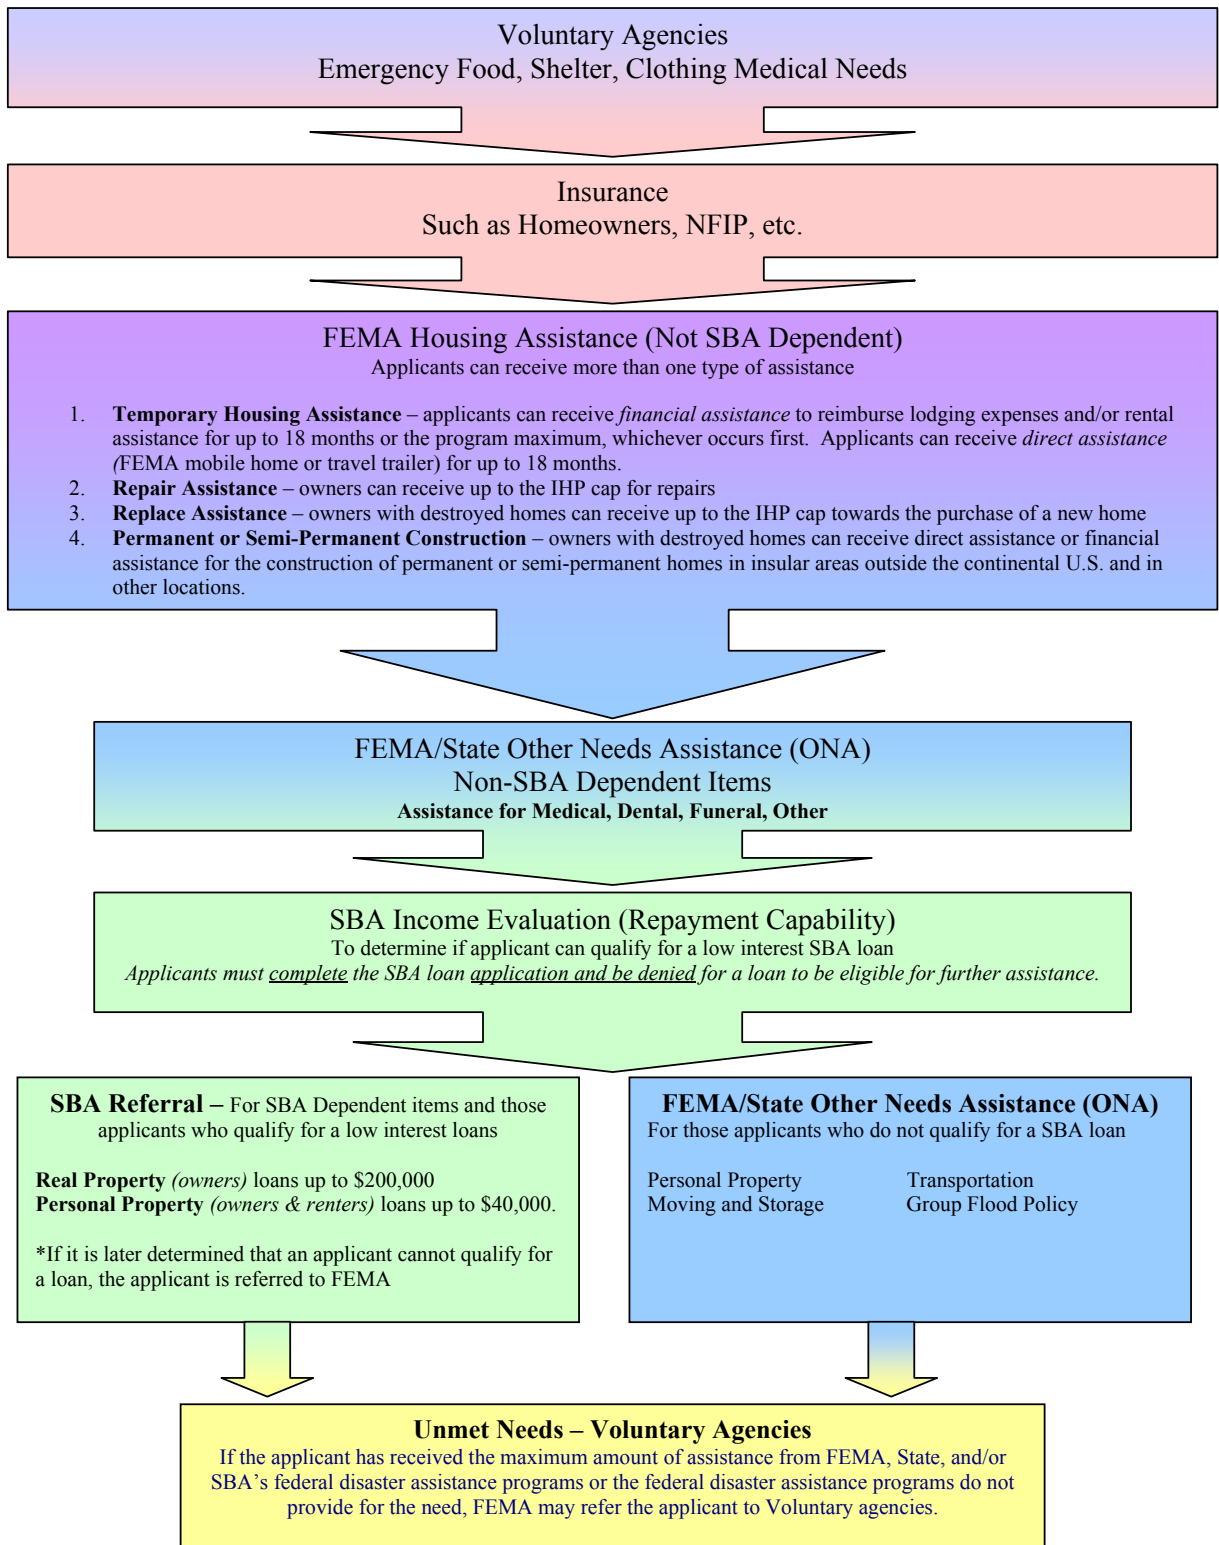 Voluntary Agencies
Emergency Food, Shelter, Clothing Medical Needs
Insurance
Such as Homeowners, NFIP, etc.
FEMA Housing Assistance (Not SBA Dependent)
Applicants can receive more than one type of assistance
1. Temporary Housing Assistance – applicants can receive financial assistance to reimburse lodging expenses and/or rental
assistance for up to 18 months or the program maximum, whichever occurs first.  Applicants can receive direct assistance
(FEMA mobile home or travel trailer) for up to 18 months.
2. Repair Assistance – owners can receive up to the IHP cap for repairs
3. Replace Assistance – owners with destroyed homes can receive up to the IHP cap towards the purchase of a new home
4. Permanent or Semi-Permanent Construction – owners with destroyed homes can receive direct assistance or financial
assistance for the construction of permanent or semi-permanent homes in insular areas outside the continental U.S. and in
other locations.
FEMA/State Other Needs Assistance (ONA)
Non-SBA Dependent Items
Assistance for Medical, Dental, Funeral, Other
SBA Income Evaluation (Repayment Capability)
To determine if applicant can qualify for a low interest SBA loan
Applicants must complete the SBA loan application and be denied for a loan to be eligible for further assistance.
SBA Referral – For SBA Dependent items and those
applicants who qualify for a low interest loans
Real Property (owners) loans up to $200,000
Personal Property (owners & renters) loans up to $40,000.
*If it is later determined that an applicant cannot qualify for
a loan, the applicant is referred to FEMA
FEMA/State Other Needs Assistance (ONA)
For those applicants who do not qualify for a SBA loan
Personal Property Transportation
Moving and Storage Group Flood Policy
Unmet Needs – Voluntary Agencies
If the applicant has received the maximum amount of assistance from FEMA, State, and/or
SBA's federal disaster assistance programs or the federal disaster assistance programs do not
provide for the need, FEMA may refer the applicant to Voluntary agencies.